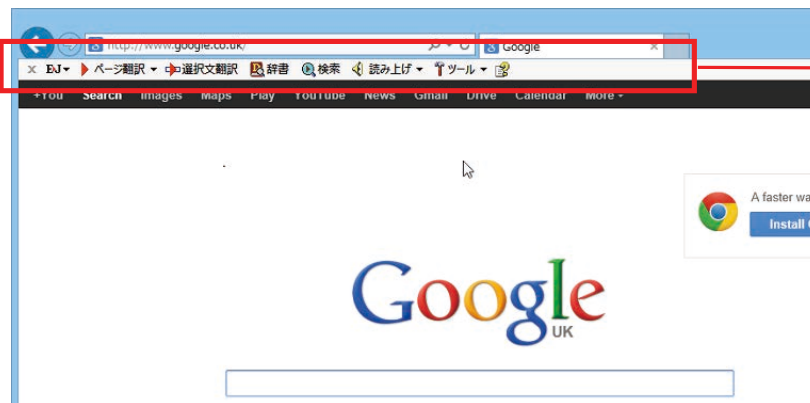 http://www.google.co.uk/ Google ×
× EJ ページ翻訳 選択文翻訳 辞書 検索 読み上げ ツール
+You Search Images Maps Play YouTube News Gmail Drive Calendar More
A faster wa
Install
Google
UK